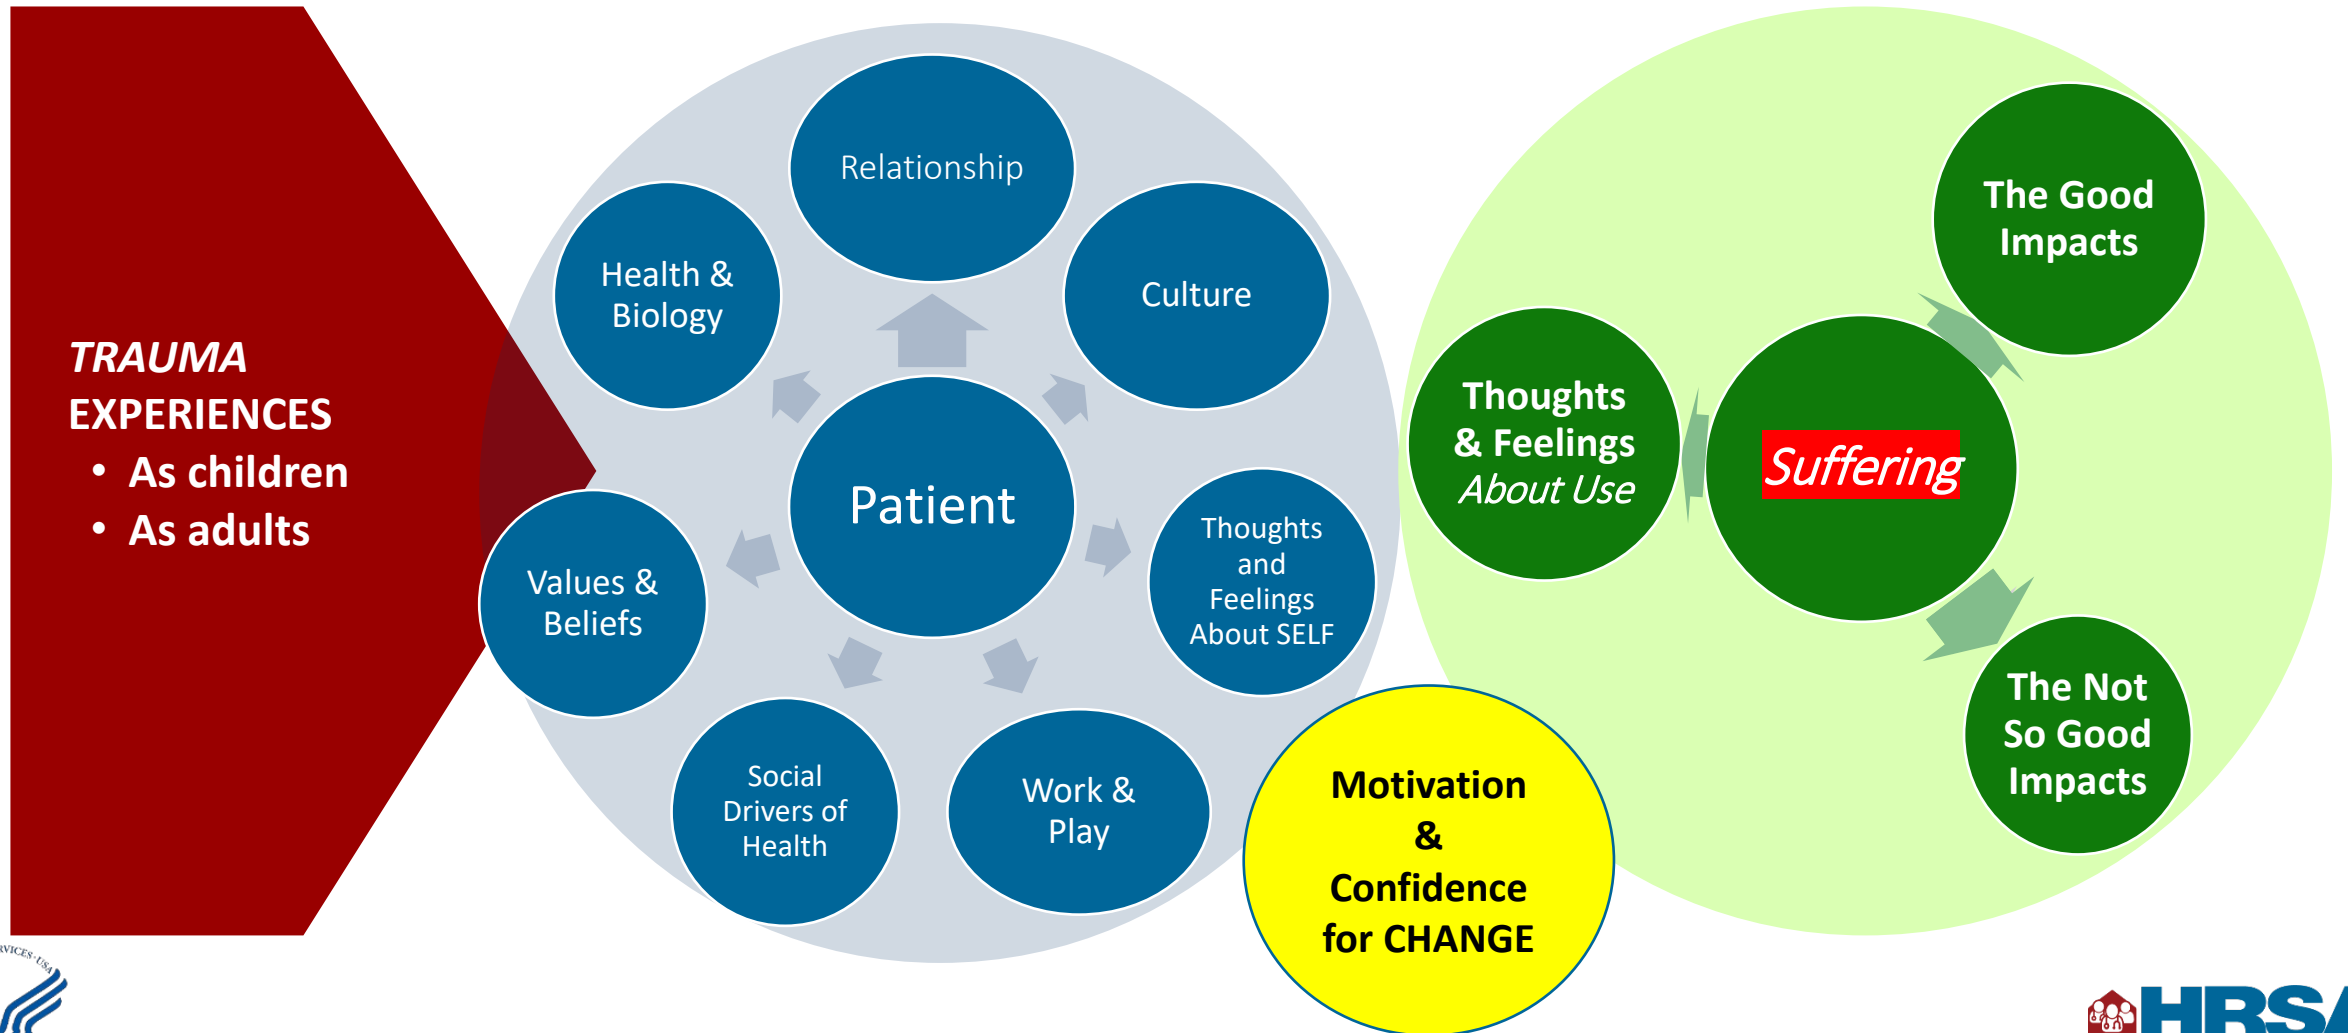 TRAUMA
EXPERIENCES
• As children
• As adults
Relationship
Health &
Biology
Culture
Patient
Values &
Beliefs
Thoughts
and
Feelings
About SELF
Social
Drivers of
Health
Work &
Play
Motivation
&
Confidence
for CHANGE
Thoughts
& Feelings
About Use
Suffering
The Good
Impacts
The Not
So Good
Impacts
USA
HRSA